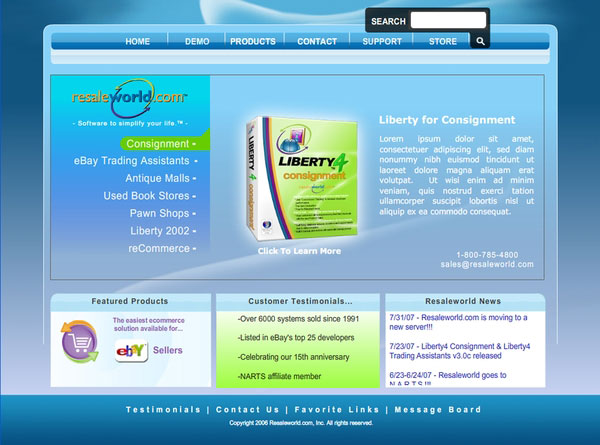 SEARCH
HOME
DEMO
PRODUCTS
CONTACT
SUPPORT
STORE
resaleworld.com™
- Software to simplify your life.™ -
Consignment
eBay Trading Assistants
Antique Malls
Used Book Stores
Pawn Shops
Liberty 2002
reCommerce
LIBERTY4
consignment
LIBERTY4
consignment
resaleworld
Click To Learn More
Liberty for Consignment
Lorem ipsum dolor sit amet,
consectetuer adipiscing elit, sed diam
nonummy nibh euismod tincidunt ut
laoreet dolore magna aliquam erat
volutpat. Ut wisi enim ad minim
veniam, quis nostrud exerci tation
ullamcorper suscipit lobortis nisl ut
aliquip ex ea commodo consequat.
1-800-785-4800
sales@resaleworld.com
Featured Products
The easiest ecommerce
solution available for...
ebY Sellers
Customer Testimonials...
-Over 6000 systems sold since 1991
-Listed in eBay's top 25 developers
-Celebrating our 15th anniversary
-NARTS affiliate member
Resaleworld News
7/31/07 - Resaleworld.com is moving to a
new server!!!
7/23/07 - Liberty4 Consignment & Liberty4
Trading Assistants v3.0c released
6/23-6/24/07 - Resaleworld goes to
NARTS!!!
Testimonials | Contact Us | Favorite Links | Message Board
Copyright 2006 Resaleworld.com, Inc. All rights reserved.